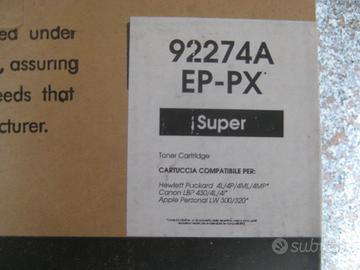 ed under
, assuring
eeds that
cturer.
92274A
EP-PX
Super
Toner Cartridge
CARTUCCIA COMPATIBILE PER:
Hewlett Packard 4L/4P/4ML/4MP*
Canon LBP 430/4L/4i*
Apple Personal LW 300/320*
subito